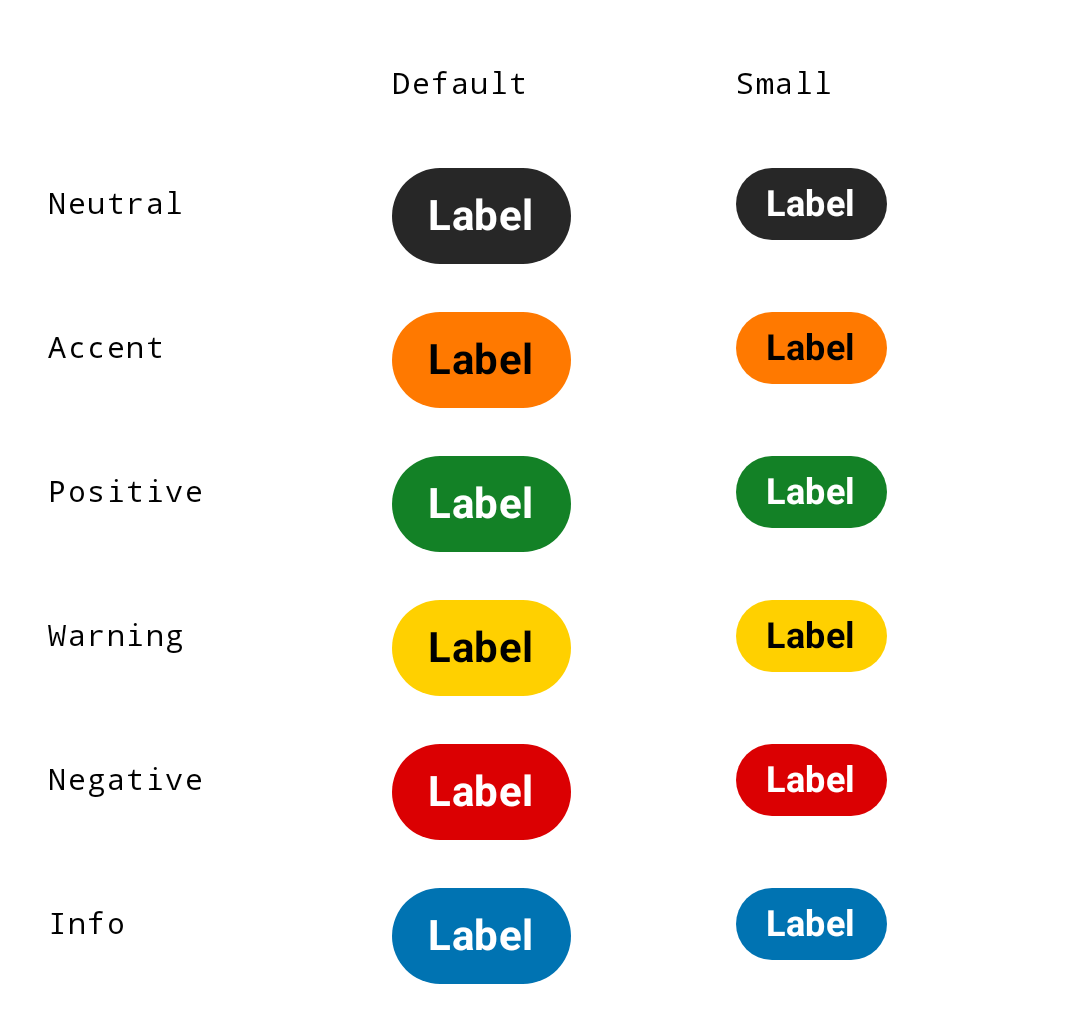 Default Small
Neutral Label Label
Accent Label Label
Positive Label Label
Warning Label Label
Negative Label Label
Info Label Label